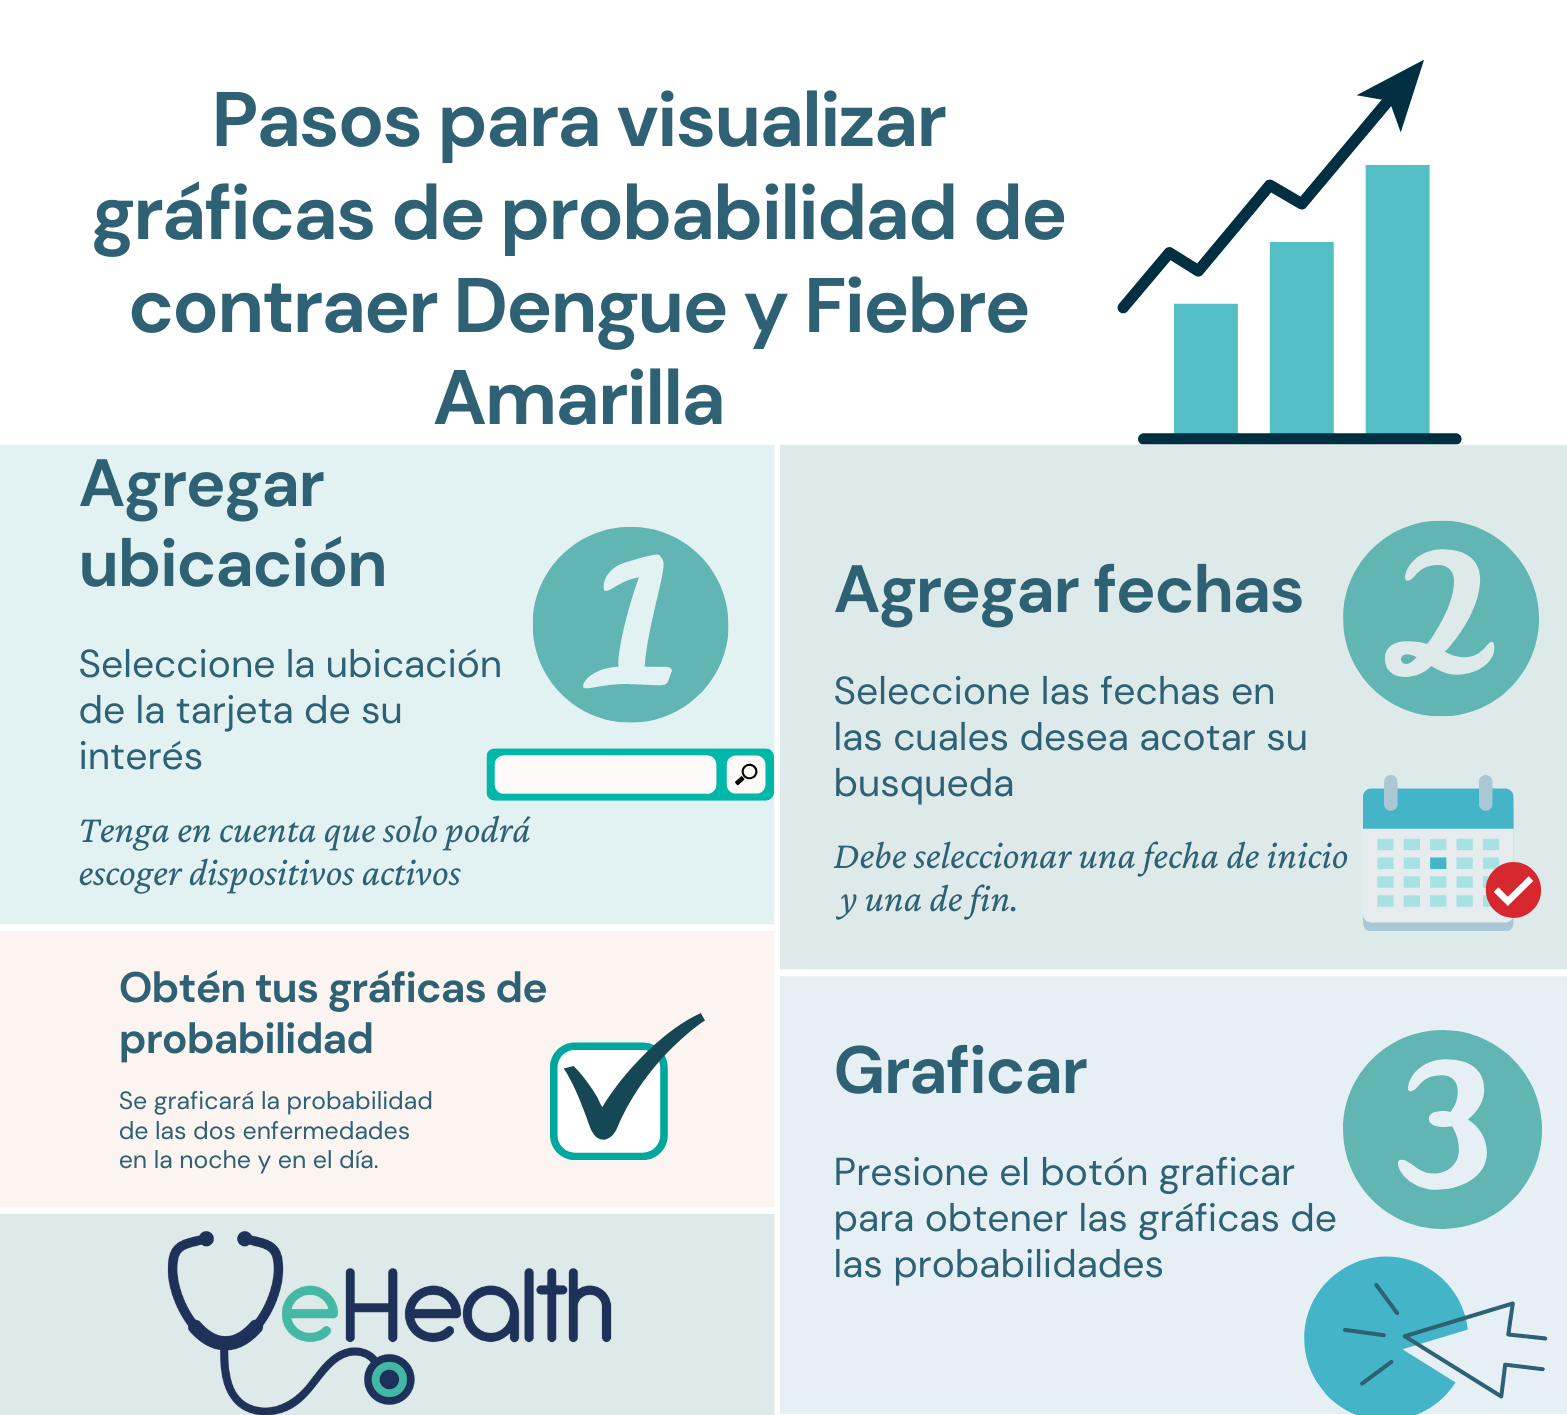 Pasos para visualizar
gráficas de probabilidad de
contraer Dengue y Fiebre
Amarilla
Agregar
ubicación
1
Seleccione la ubicación
de la tarjeta de su
interés
Tenga en cuenta que solo podrá
escoger dispositivos activos
Agregar fechas
2
Seleccione las fechas en
las cuales desea acotar su
busqueda
Debe seleccionar una fecha de inicio
y una de fin.
Graficar
3
Presione el botón graficar
para obtener las gráficas de
las probabilidades
Obtén tus gráficas de
probabilidad
Se graficará la probabilidad
de las dos enfermedades
en la noche y en el día.
eHealth